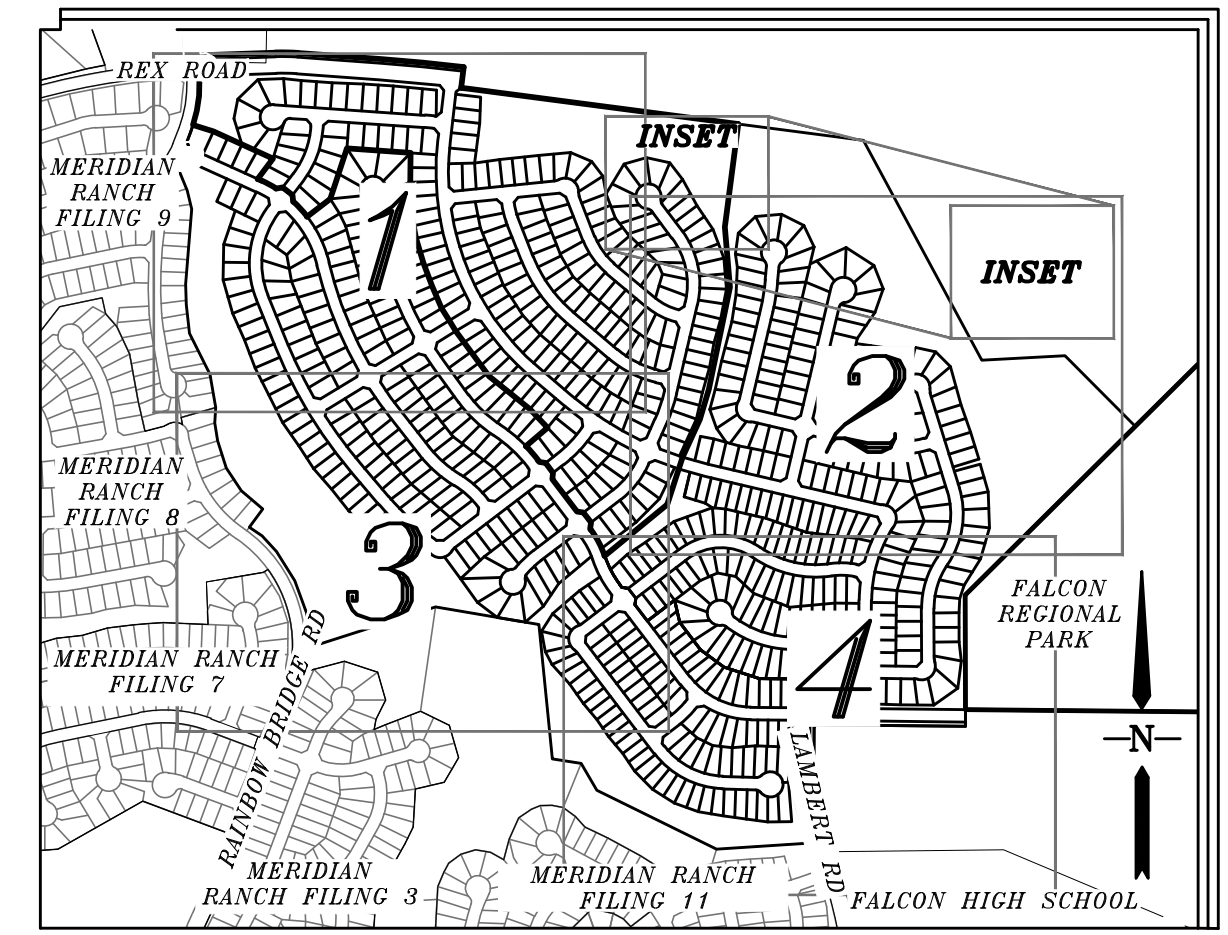 REX ROAD
INSET
MERIDIAN
RANCH
FILING 9
1
INSET
2
MERIDIAN
RANCH
FILING 8
3
FALCON
REGIONAL
PARK
MERIDIAN RANCH
FILING 7
RAINBOW BRIDGE RD
4
N
LAMBERT RD
MERIDIAN
RANCH FILING 3
MERIDIAN RANCH
FILING 11
FALCON HIGH SCHOOL